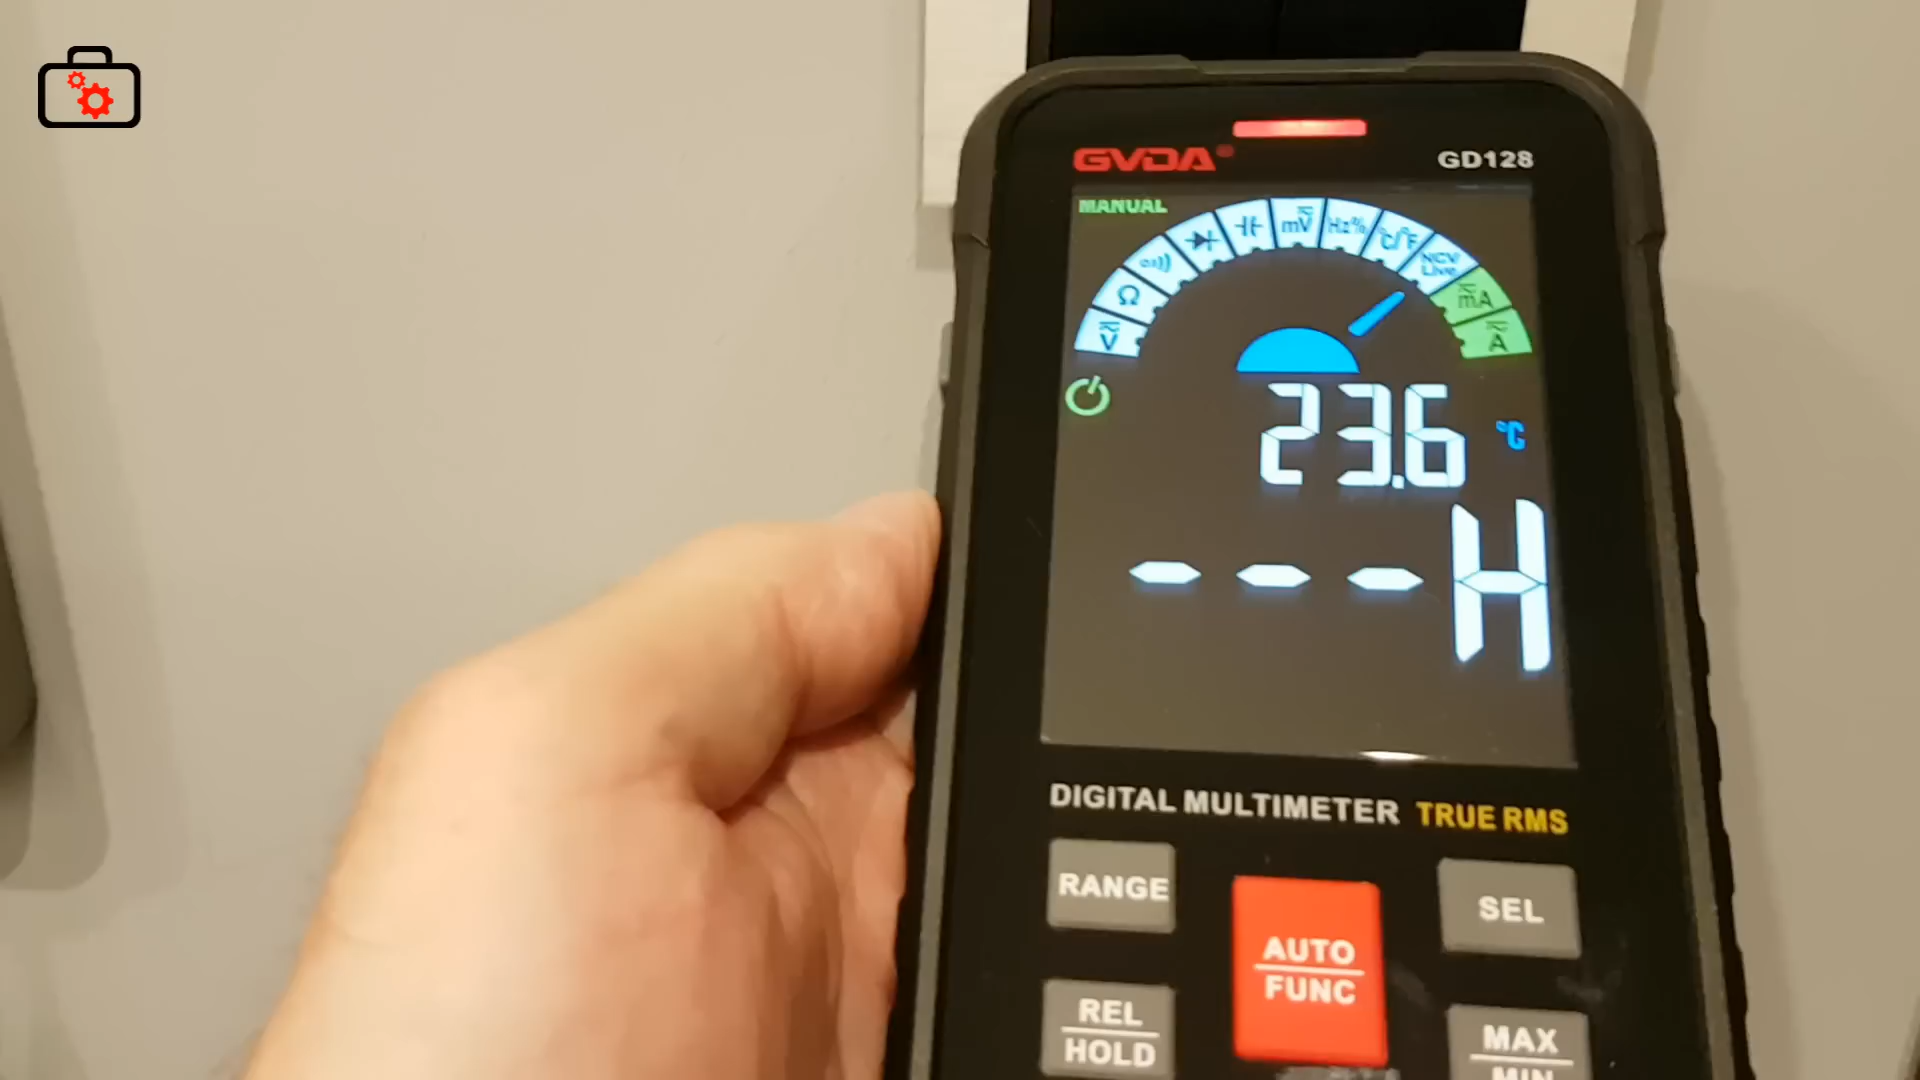 GVDA®
GD128
MANUAL
V Ω mV Hz% °C/°F NCV Live mA A
23.6 °C
- - - H
DIGITAL MULTIMETER TRUE RMS
RANGE
SEL
AUTO
FUNC
REL
HOLD
MAX
MIN